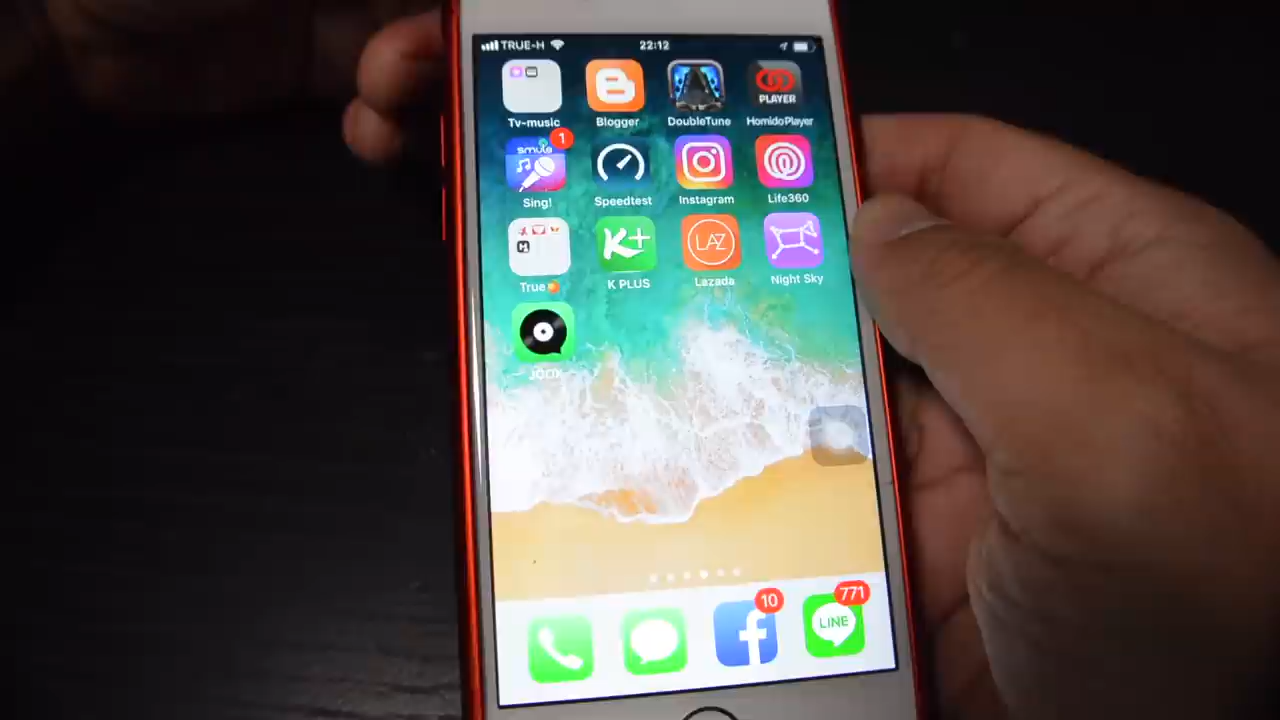 TRUE-H 22:12
Tv-music Blogger DoubleTune HomidoPlayer
PLAYER
1
smule
Sing! Speedtest Instagram Life360
K+ LAZ
True K PLUS Lazada Night Sky
JOOX
10 771
f LINE